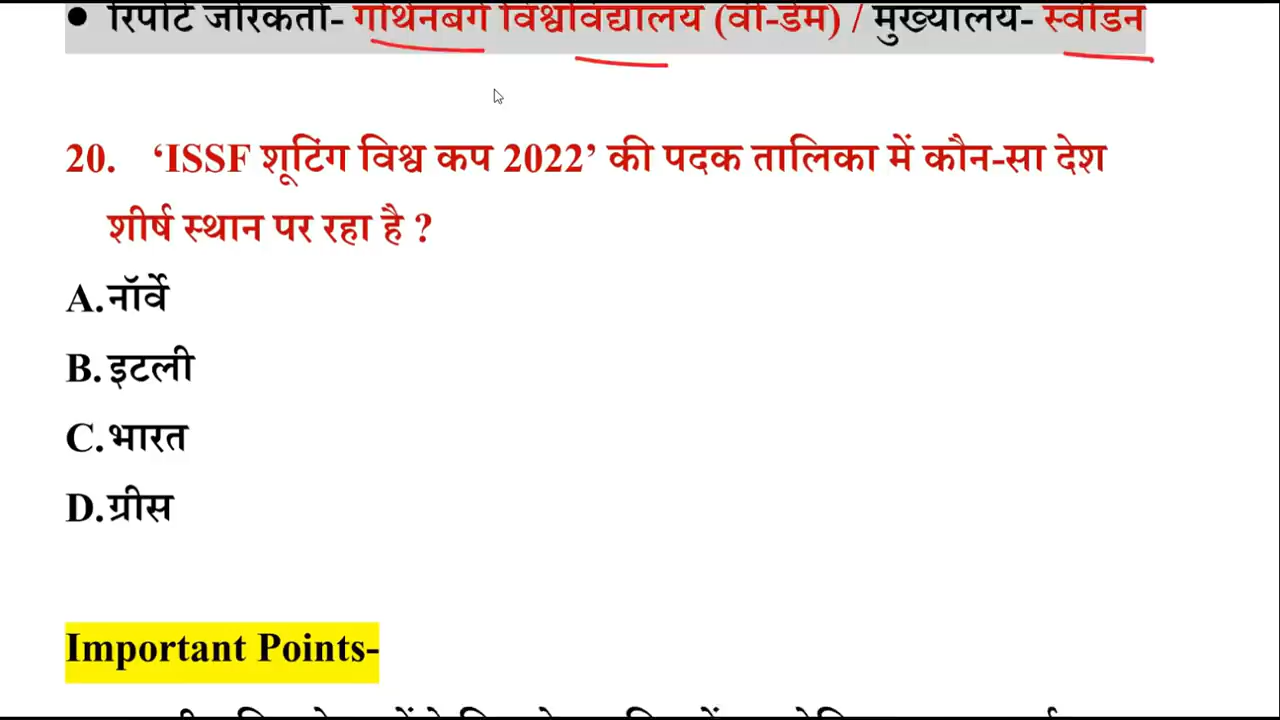 • रिपोर्ट जारीकर्ता- गोथेनबर्ग विश्वविद्यालय (वी-डेम) / मुख्यालय- स्वीडन
20. ‘ISSF शूटिंग विश्व कप 2022’ की पदक तालिका में कौन-सा देश
शीर्ष स्थान पर रहा है ?
A.नॉर्वे
B.इटली
C.भारत
D.ग्रीस
Important Points-